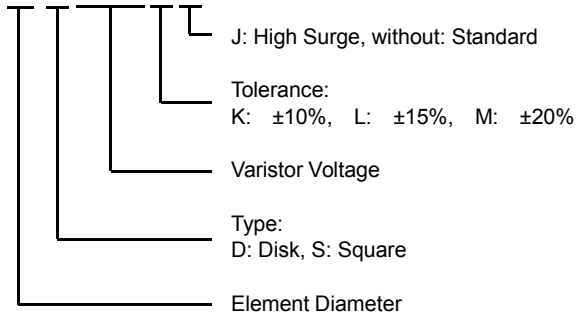 J: High Surge, without: Standard
Tolerance:
K: ±10%, L: ±15%, M: ±20%
Varistor Voltage
Type:
D: Disk, S: Square
Element Diameter